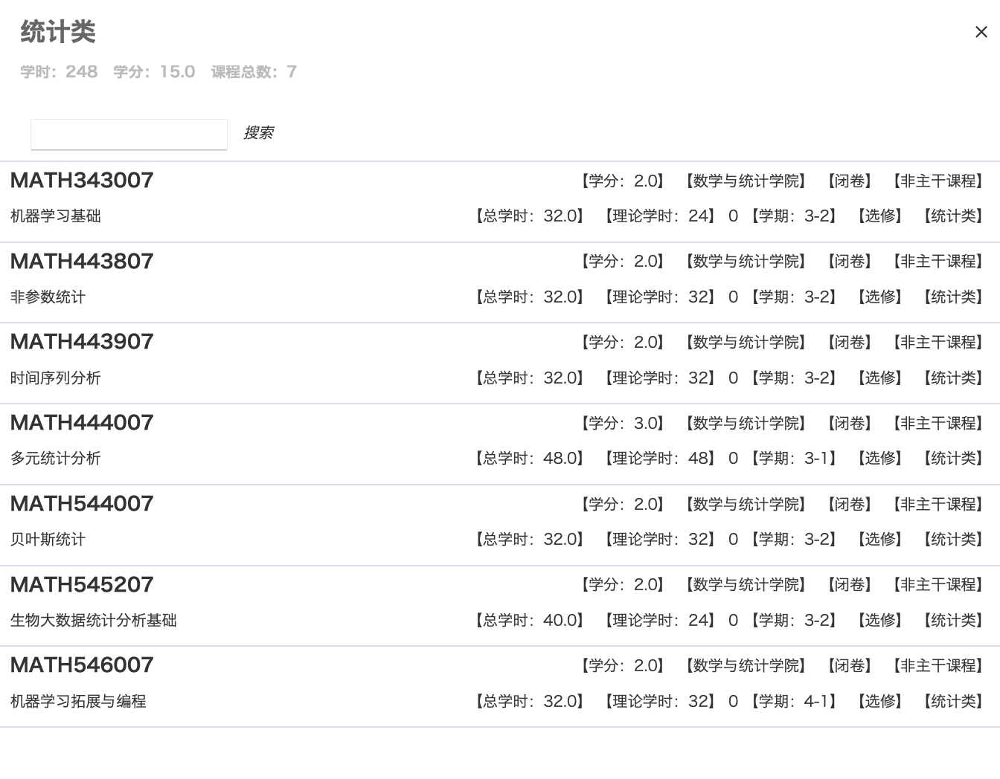 统计类
学时：248 学分：15.0 课程总数：7
搜索
MATH343007 【学分：2.0】 【数学与统计学院】 【闭卷】 【非主干课程】
机器学习基础 【总学时：32.0】 【理论学时：24】 0 【学期：3-2】 【选修】 【统计类】
MATH443807 【学分：2.0】 【数学与统计学院】 【闭卷】 【非主干课程】
非参数统计 【总学时：32.0】 【理论学时：32】 0 【学期：3-2】 【选修】 【统计类】
MATH443907 【学分：2.0】 【数学与统计学院】 【闭卷】 【非主干课程】
时间序列分析 【总学时：32.0】 【理论学时：32】 0 【学期：3-2】 【选修】 【统计类】
MATH444007 【学分：3.0】 【数学与统计学院】 【闭卷】 【非主干课程】
多元统计分析 【总学时：48.0】 【理论学时：48】 0 【学期：3-1】 【选修】 【统计类】
MATH544007 【学分：2.0】 【数学与统计学院】 【闭卷】 【非主干课程】
贝叶斯统计 【总学时：32.0】 【理论学时：32】 0 【学期：3-2】 【选修】 【统计类】
MATH545207 【学分：2.0】 【数学与统计学院】 【闭卷】 【非主干课程】
生物大数据统计分析基础 【总学时：40.0】 【理论学时：24】 0 【学期：3-2】 【选修】 【统计类】
MATH546007 【学分：2.0】 【数学与统计学院】 【闭卷】 【非主干课程】
机器学习拓展与编程 【总学时：32.0】 【理论学时：32】 0 【学期：4-1】 【选修】 【统计类】